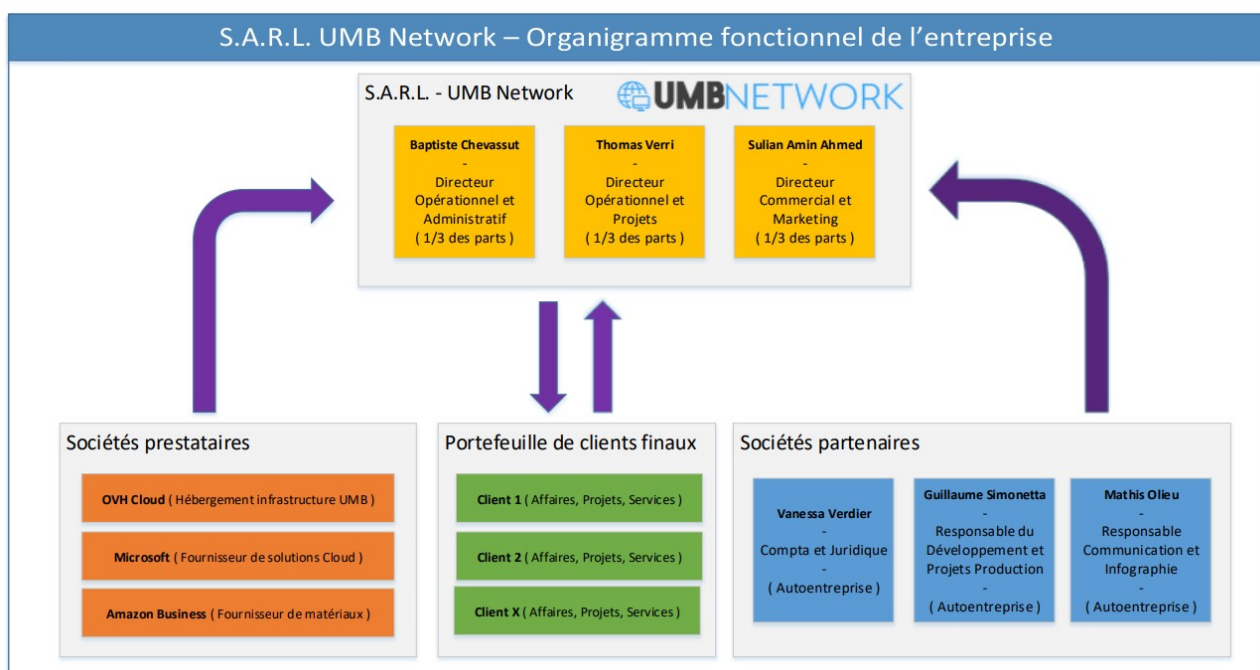 S.A.R.L. UMB Network – Organigramme fonctionnel de l'entreprise
S.A.R.L. - UMB Network
UMBNETWORK
Baptiste Chevassut
-
Directeur
Opérationnel et
Administratif
( 1/3 des parts )
Thomas Verri
-
Directeur
Opérationnel et
Projets
( 1/3 des parts )
Sulian Amin Ahmed
-
Directeur
Commercial et
Marketing
( 1/3 des parts )
Sociétés prestataires
OVH Cloud ( Hébergement infrastructure UMB )
Microsoft ( Fournisseur de solutions Cloud )
Amazon Business ( Fournisseur de matériaux )
Portefeuille de clients finaux
Client 1 ( Affaires, Projets, Services )
Client 2 ( Affaires, Projets, Services )
Client X ( Affaires, Projets, Services )
Sociétés partenaires
Vanessa Verdier
-
Compta et Juridique
-
( Autoentreprise )
Guillaume Simonetta
-
Responsable du
Développement et
Projets Production
-
( Autoentreprise )
Mathis Olieu
-
Responsable
Communication et
Infographie
-
( Autoentreprise )